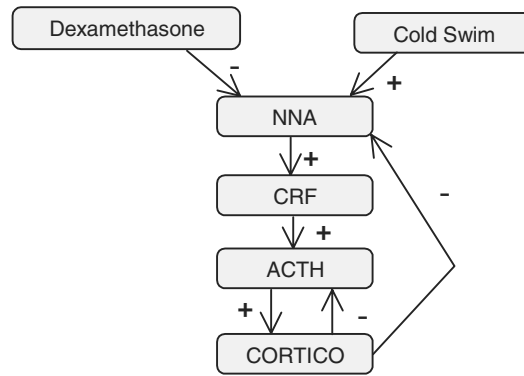 Dexamethasone
Cold Swim
-
+
NNA
+
-
CRF
+
ACTH
+
-
CORTICO